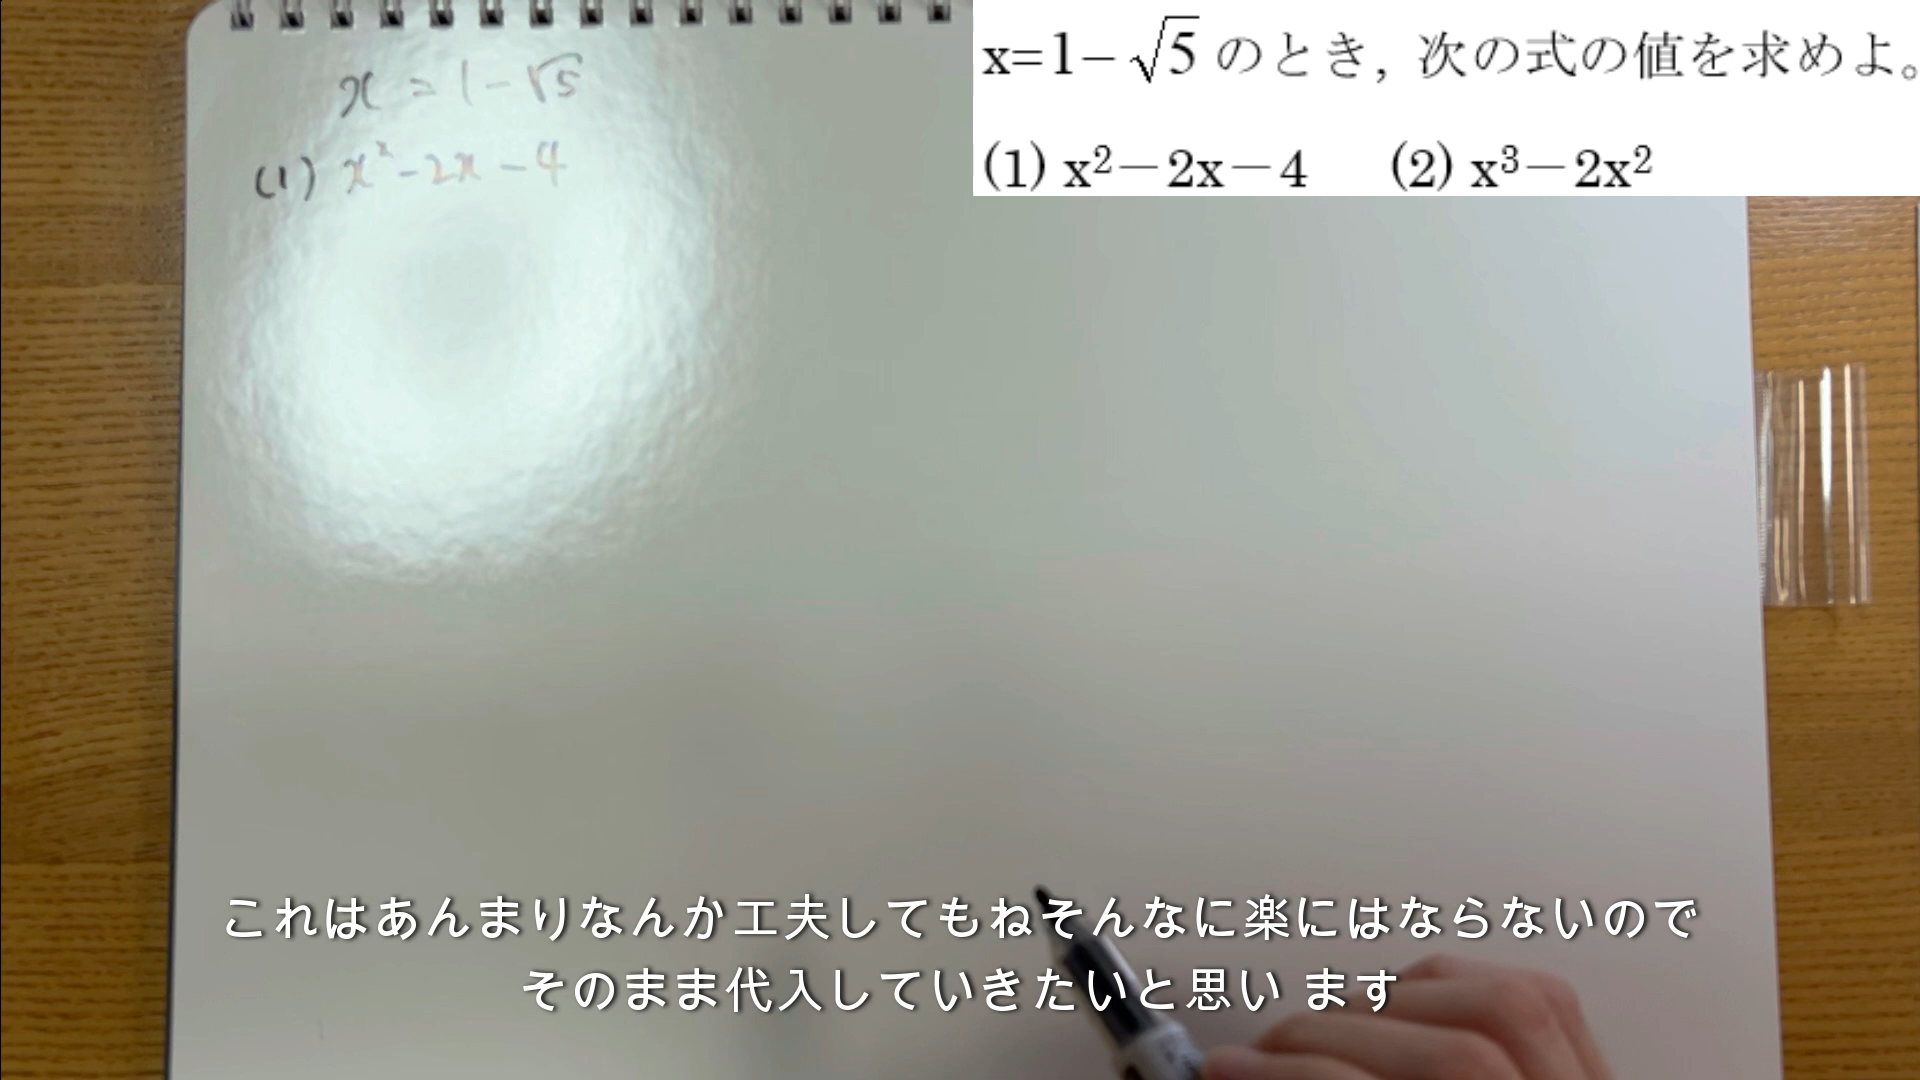 x=1−√5 のとき, 次の式の値を求めよ。
(1) x²−2x−4 (2) x³−2x²
x = 1−√5
(1) x²−2x−4
これはあんまりなんか工夫してもねそんなに楽にはならないので
そのまま代入していきたいと思い ます